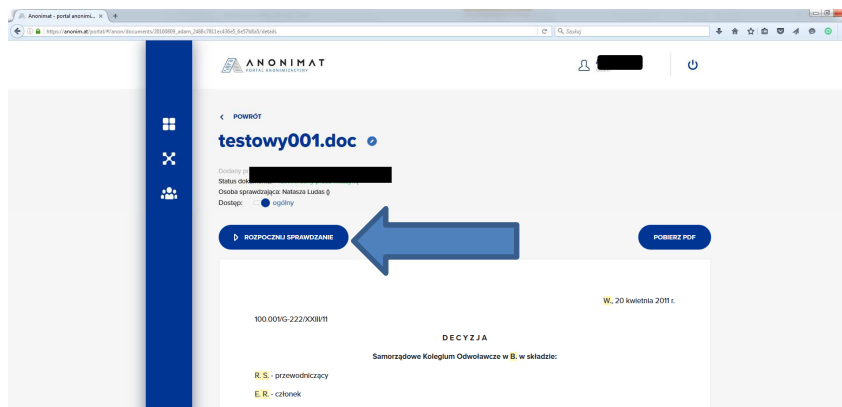 Anonimat - portal anonimi...
https://anonim.at/portal/#/anon/documents/
Szukaj
ANONIMAT
PORTAL ANONIMIZACYJNY
POWRÓT
testowy001.doc
Dodany
Status
Osoba sprawdzająca: Natasza Ludas ()
Dostęp: ogólny
ROZPOCZNIJ SPRAWDZANIE
POBIERZ PDF
W., 20 kwietnia 2011 r.
100.001/G-222/XXIII/11
DECYZJA
Samorządowe Kolegium Odwoławcze w B. w składzie:
R. S. - przewodniczący
E. R. - członek